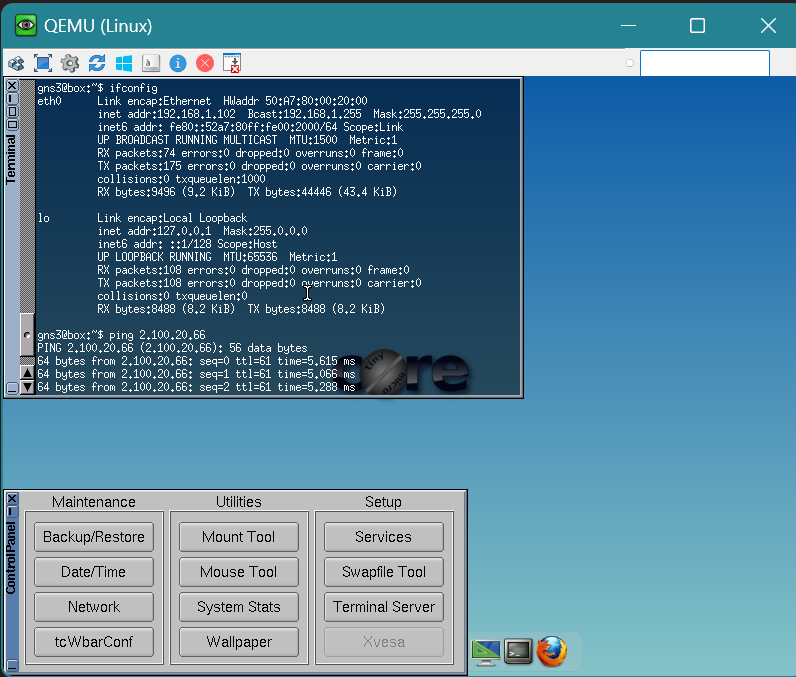 QEMU (Linux)
Terminal
gns3@box:~$ ifconfig
eth0 Link encap:Ethernet HWaddr 50:A7:80:00:20:00
inet addr:192.168.1.102 Bcast:192.168.1.255 Mask:255.255.255.0
inet6 addr: fe80::52a7:80ff:fe00:2000/64 Scope:Link
UP BROADCAST RUNNING MULTICAST MTU:1500 Metric:1
RX packets:74 errors:0 dropped:0 overruns:0 frame:0
TX packets:175 errors:0 dropped:0 overruns:0 carrier:0
collisions:0 txqueuelen:1000
RX bytes:9496 (9.2 KiB) TX bytes:44446 (43.4 KiB)
lo Link encap:Local Loopback
inet addr:127.0.0.1 Mask:255.0.0.0
inet6 addr: ::1/128 Scope:Host
UP LOOPBACK RUNNING MTU:65536 Metric:1
RX packets:108 errors:0 dropped:0 overruns:0 frame:0
TX packets:108 errors:0 dropped:0 overruns:0 carrier:0
collisions:0 txqueuelen:0
RX bytes:8488 (8.2 KiB) TX bytes:8488 (8.2 KiB)
gns3@box:~$ ping 2.100.20.66
PING 2.100.20.66 (2.100.20.66): 56 data bytes
64 bytes from 2.100.20.66: seq=0 ttl=61 time=5.615 ms
64 bytes from 2.100.20.66: seq=1 ttl=61 time=5.066 ms
64 bytes from 2.100.20.66: seq=2 ttl=61 time=5.288 ms
tiny
micro
ore
ControlPanel
Maintenance Utilities Setup
Backup/Restore Mount Tool Services
Date/Time Mouse Tool Swapfile Tool
Network System Stats Terminal Server
tcWbarConf Wallpaper Xvesa